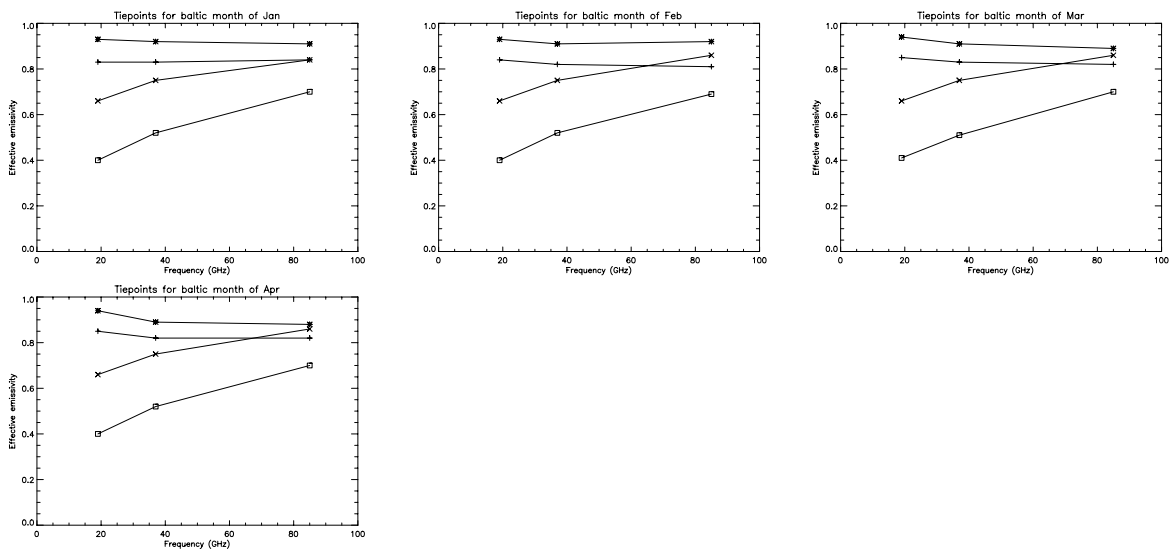 Tiepoints for baltic month of Jan
1.0
0.8
0.6
0.4
0.2
0.0
Effective emissivity
0 20 40 60 80 100
Frequency (GHz)
Tiepoints for baltic month of Feb
1.0
0.8
0.6
0.4
0.2
0.0
Effective emissivity
0 20 40 60 80 100
Frequency (GHz)
Tiepoints for baltic month of Mar
1.0
0.8
0.6
0.4
0.2
0.0
Effective emissivity
0 20 40 60 80 100
Frequency (GHz)
Tiepoints for baltic month of Apr
1.0
0.8
0.6
0.4
0.2
0.0
Effective emissivity
0 20 40 60 80 100
Frequency (GHz)